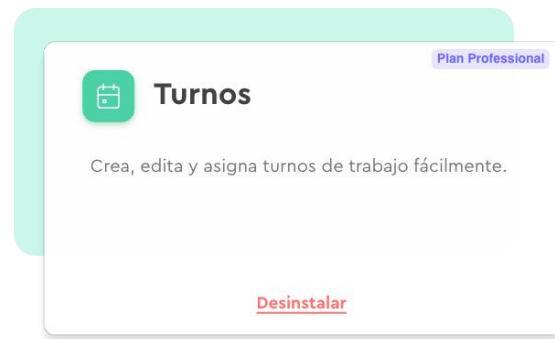 Plan Professional
Turnos
Crea, edita y asigna turnos de trabajo fácilmente.
Desinstalar